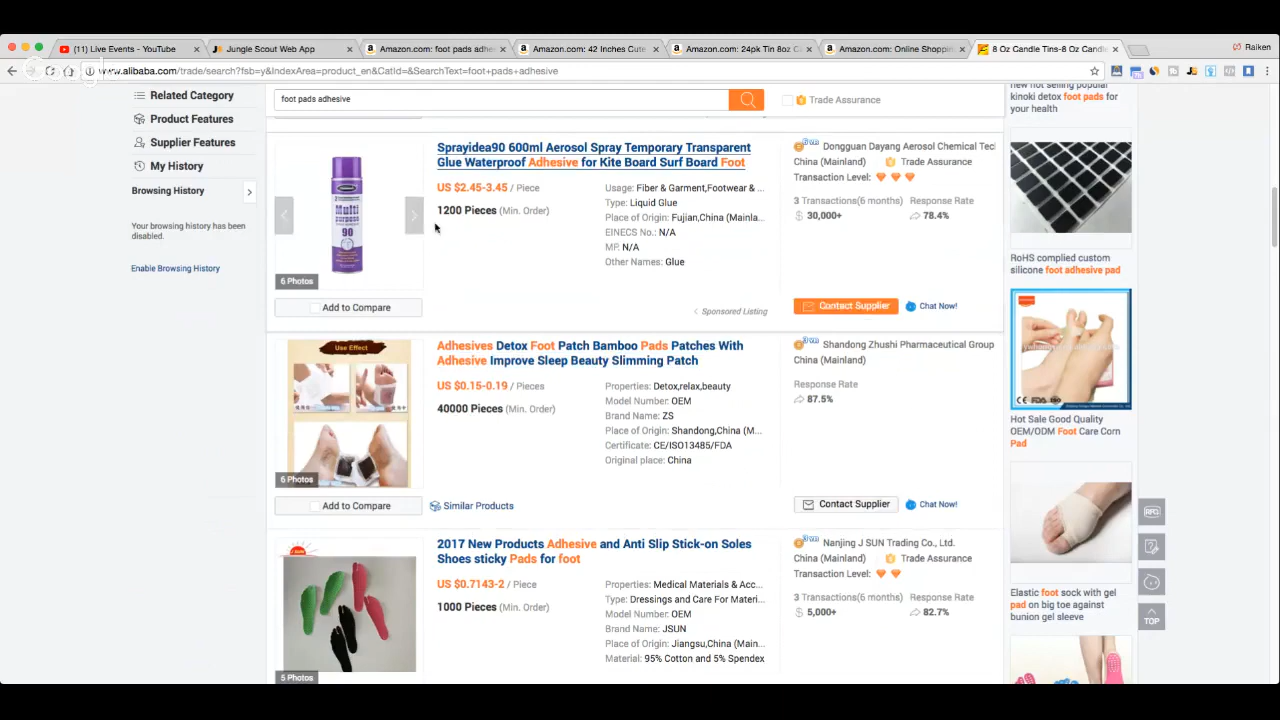 (11) Live Events - YouTube
Jungle Scout Web App
Amazon.com: foot pads adhe
Amazon.com: 42 Inches Cute
Amazon.com: 24pk Tin 8oz C
Amazon.com: Online Shoppin
8 Oz Candle Tins-8 Oz Candle
Raiken
www.alibaba.com/trade/search?fsb=y&IndexArea=product_en&CatId=&SearchText=foot+pads+adhesive
Related Category
Product Features
Supplier Features
My History
Browsing History
Your browsing history has been
disabled.
Enable Browsing History
foot pads adhesive
Trade Assurance
6 Photos
Add to Compare
Sprayidea90 600ml Aerosol Spray Temporary Transparent
Glue Waterproof Adhesive for Kite Board Surf Board Foot
US $2.45-3.45 / Piece
1200 Pieces (Min. Order)
Usage: Fiber & Garment,Footwear & ...
Type: Liquid Glue
Place of Origin: Fujian,China (Mainla...
EINECS No.: N/A
MF: N/A
Other Names: Glue
Sponsored Listing
Dongguan Dayang Aerosol Chemical Tecl
China (Mainland) Trade Assurance
Transaction Level:
3 Transactions(6 months) Response Rate
$ 30,000+ 78.4%
Contact Supplier Chat Now!
Use Effect
6 Photos
Add to Compare
Adhesives Detox Foot Patch Bamboo Pads Patches With
Adhesive Improve Sleep Beauty Slimming Patch
US $0.15-0.19 / Pieces
40000 Pieces (Min. Order)
Similar Products
Properties: Detox,relax,beauty
Model Number: OEM
Brand Name: ZS
Place of Origin: Shandong,China (M...
Certificate: CE/ISO13485/FDA
Original place: China
Shandong Zhushi Pharmaceutical Group
China (Mainland)
Response Rate
87.5%
Contact Supplier Chat Now!
5 Photos
2017 New Products Adhesive and Anti Slip Stick-on Soles
Shoes sticky Pads for foot
US $0.7143-2 / Piece
1000 Pieces (Min. Order)
Properties: Medical Materials & Acc...
Type: Dressings and Care For Materi...
Model Number: OEM
Brand Name: JSUN
Place of Origin: Jiangsu,China (Main...
Material: 95% Cotton and 5% Spendex
Nanjing J SUN Trading Co., Ltd.
China (Mainland) Trade Assurance
Transaction Level:
3 Transactions(6 months) Response Rate
$ 5,000+ 82.7%
new hot selling popular
kinoki detox foot pads for
your health
RoHS complied custom
silicone foot adhesive pad
Hot Sale Good Quality
OEM/ODM Foot Care Corn
Pad
Elastic foot sock with gel
pad on big toe against
bunion gel sleeve
RFQ
TOP